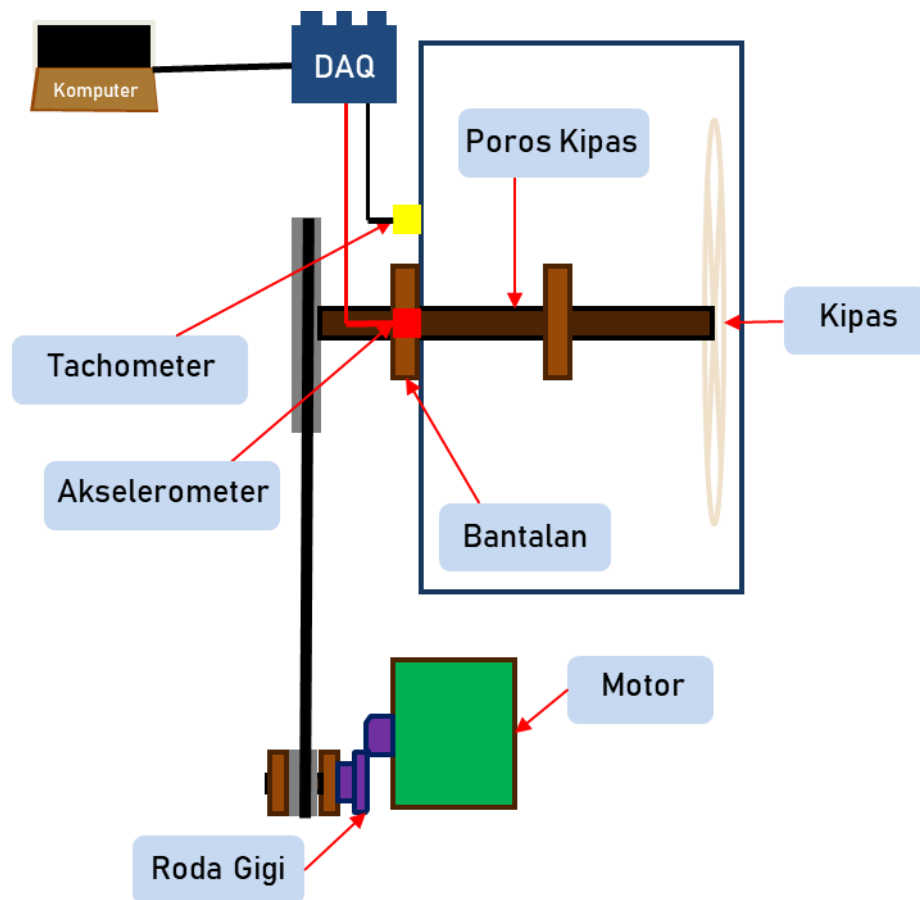 DAQ
Komputer
Poros Kipas
Kipas
Tachometer
Akselerometer
Bantalan
Motor
Roda Gigi